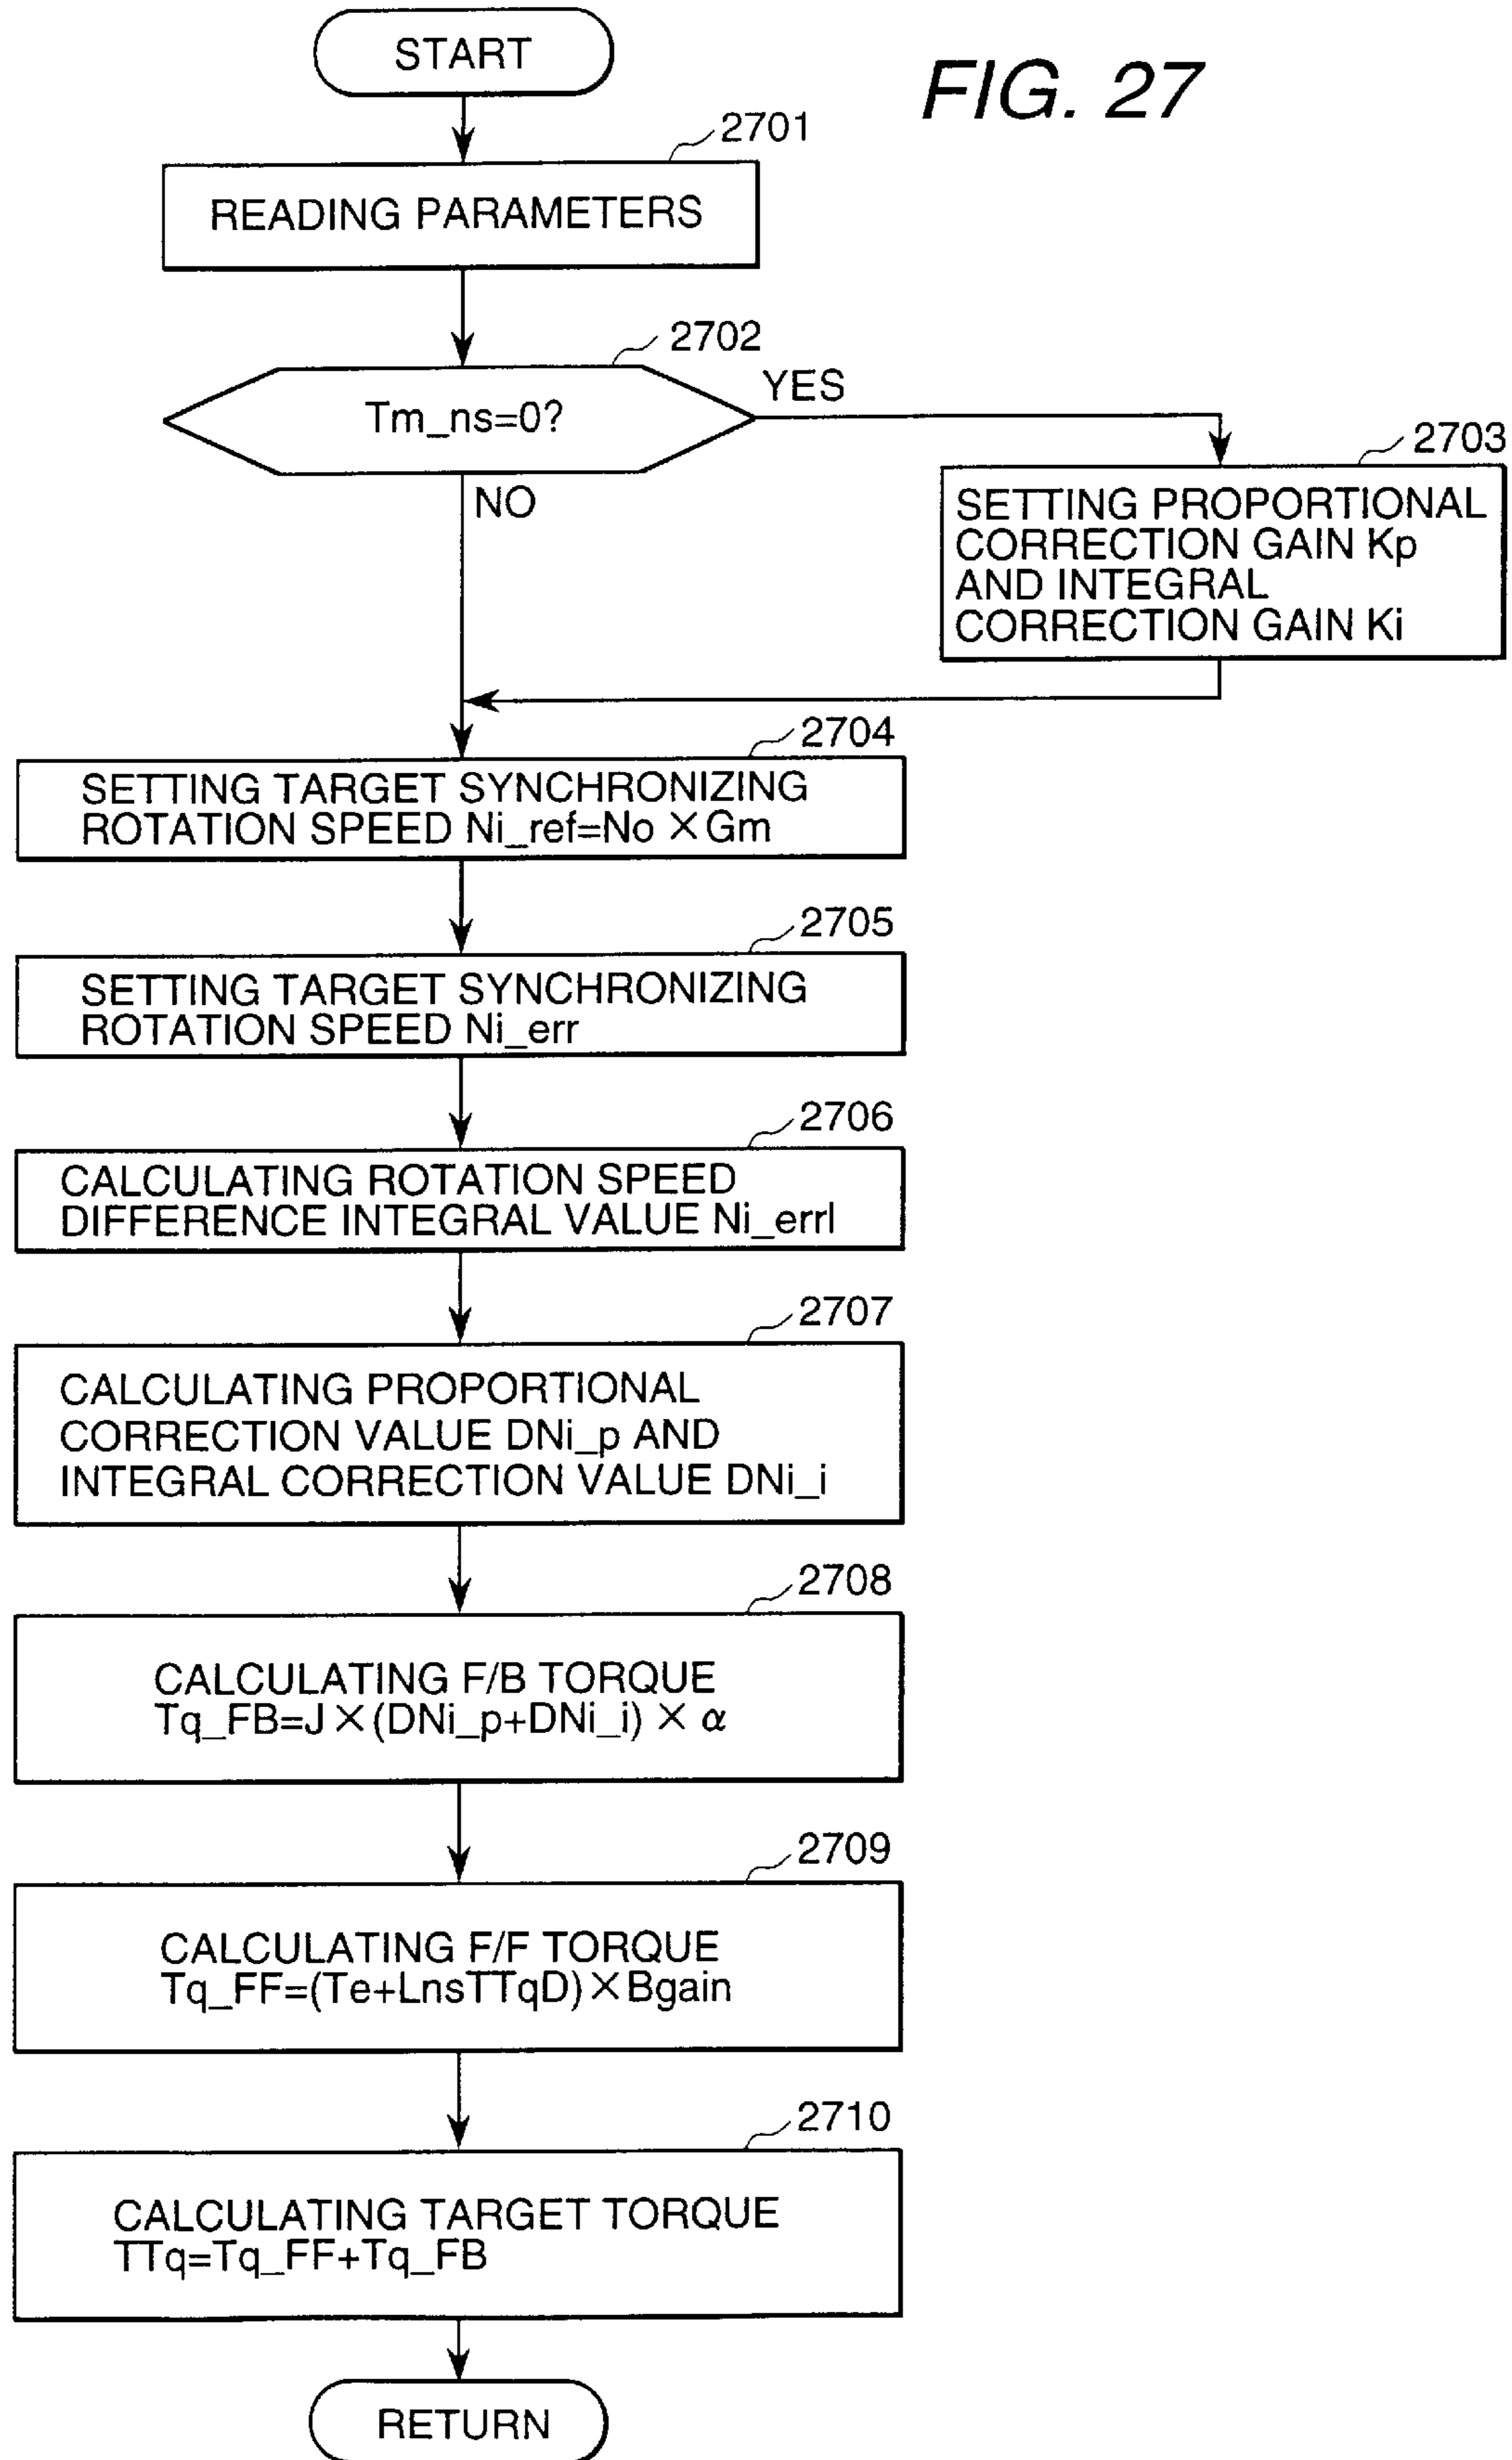 START
FIG. 27
2701
READING PARAMETERS
2702
Tm_ns=0?
YES
NO
2703
SETTING PROPORTIONAL
CORRECTION GAIN Kp
AND INTEGRAL
CORRECTION GAIN Ki
2704
SETTING TARGET SYNCHRONIZING
ROTATION SPEED Ni_ref=No×Gm
2705
SETTING TARGET SYNCHRONIZING
ROTATION SPEED Ni_err
2706
CALCULATING ROTATION SPEED
DIFFERENCE INTEGRAL VALUE Ni_errI
2707
CALCULATING PROPORTIONAL
CORRECTION VALUE DNi_p AND
INTEGRAL CORRECTION VALUE DNi_i
2708
CALCULATING F/B TORQUE
Tq_FB=J×(DNi_p+DNi_i)×α
2709
CALCULATING F/F TORQUE
Tq_FF=(Te+LnsTTqD)×Bgain
2710
CALCULATING TARGET TORQUE
TTq=Tq_FF+Tq_FB
RETURN